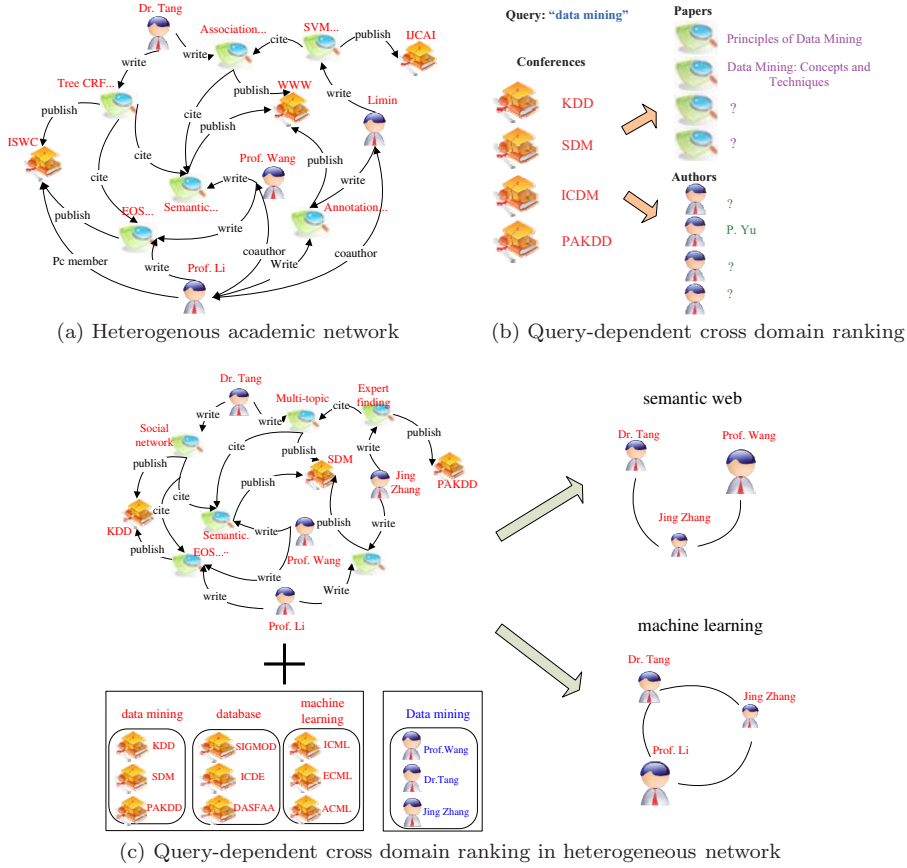 Dr. Tang
Association...
SVM...
IJCAI
publish
cite
write
write
publish
WWW
write
Limin
Tree CRF...
publish
cite
publish
cite
ISWC
Prof. Wang
cite
write
publish
write
Semantic...
Annotation...
EOS...
publish
write
Pc member
write
coauthor
Write
coauthor
Prof. Li
(a) Heterogenous academic network
Query: “data mining”
Conferences
KDD
SDM
ICDM
PAKDD
Papers
Principles of Data Mining
Data Mining: Concepts and
Techniques
?
?
Authors
?
P. Yu
?
?
(b) Query-dependent cross domain ranking
Dr. Tang
Multi-topic
Expert
finding
write
write
cite
Social
network
publish
publish
write
publish
cite
SDM
Jing
Zhang
PAKDD
cite
publish
cite
KDD
Semantic.
write
publish
write
publish
EOS.....
Prof. Wang
write
write
Write
Prof. Li
data mining
KDD
SDM
PAKDD
database
SIGMOD
ICDE
DASFAA
machine
learning
ICML
ECML
ACML
Data mining
Prof.Wang
Dr.Tang
Jing Zhang
semantic web
Dr. Tang
Prof. Wang
Jing Zhang
machine learning
Dr. Tang
Jing Zhang
Prof. Li
(c) Query-dependent cross domain ranking in heterogeneous network